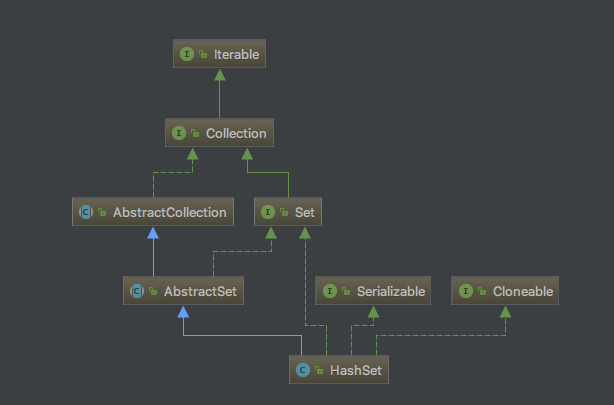 I Iterable
I Collection
C AbstractCollection
I Set
C AbstractSet
I Serializable
I Cloneable
C HashSet